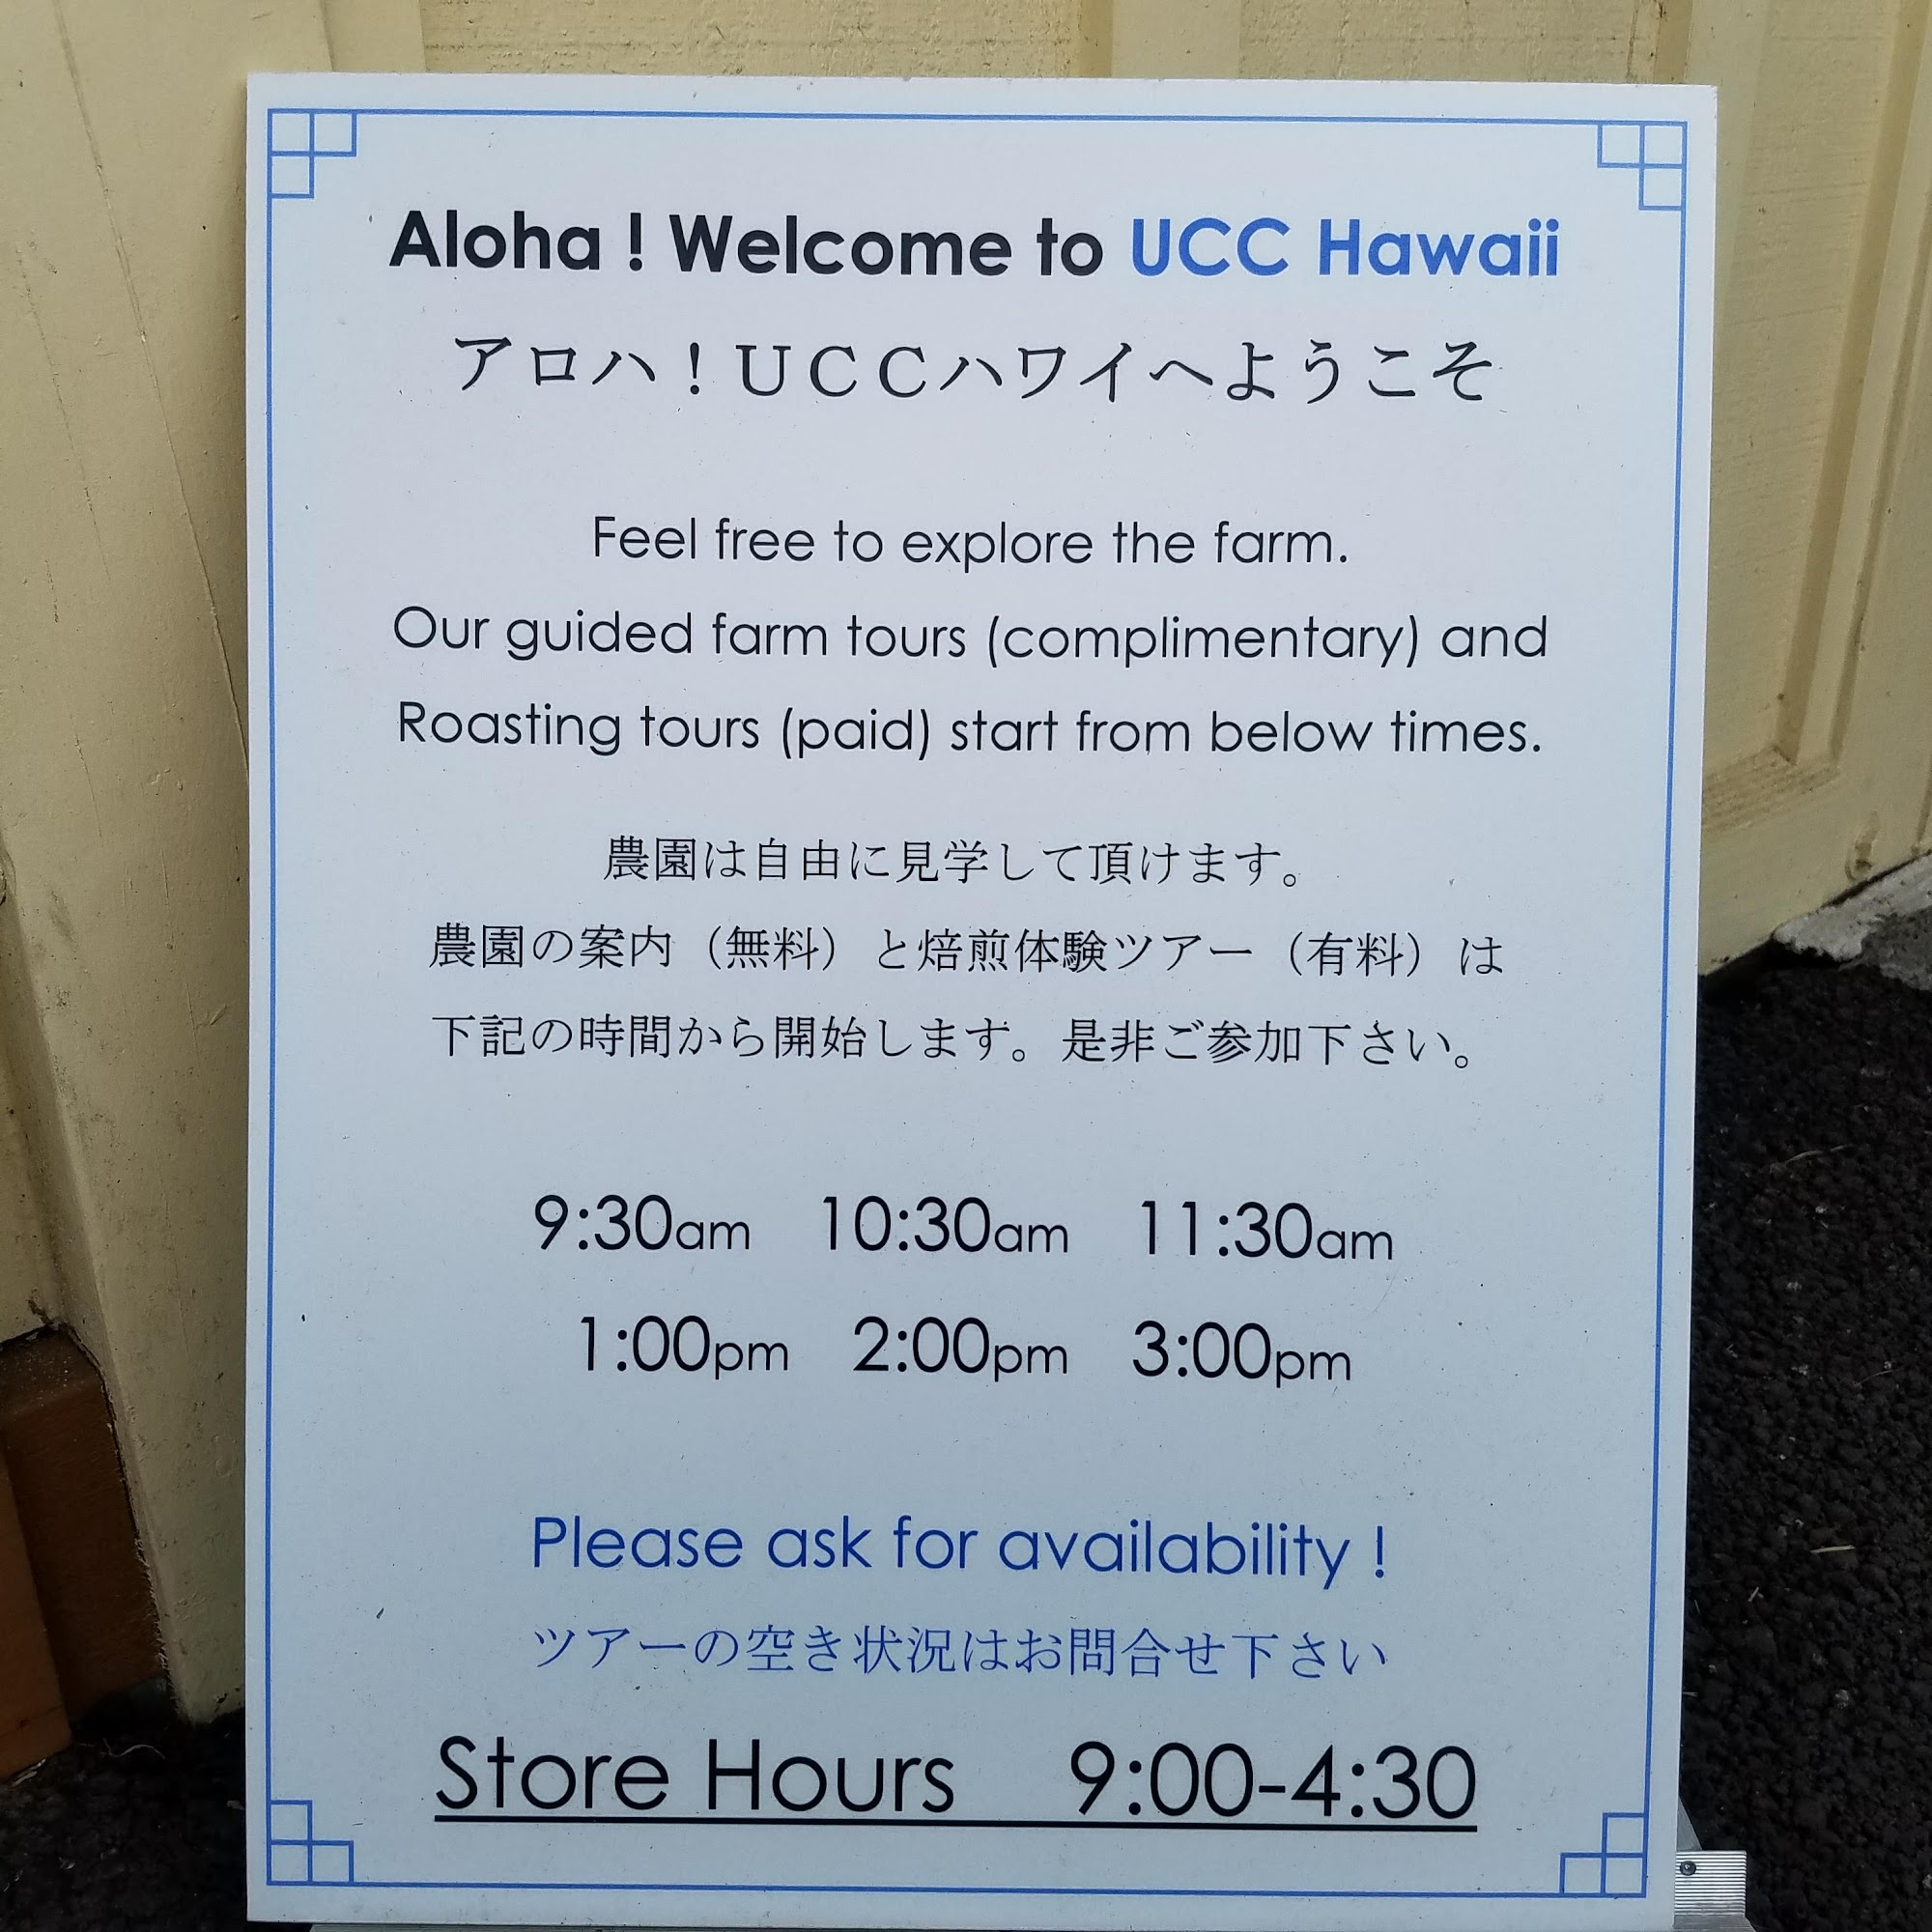 Aloha ! Welcome to UCC Hawaii
アロハ！ＵＣＣハワイへようこそ
Feel free to explore the farm.
Our guided farm tours (complimentary) and
Roasting tours (paid) start from below times.
農園は自由に見学して頂けます。
農園の案内（無料）と焙煎体験ツアー（有料）は
下記の時間から開始します。是非ご参加下さい。
9:30am 10:30am 11:30am
1:00pm 2:00pm 3:00pm
Please ask for availability !
ツアーの空き状況はお問合せ下さい
Store Hours 9:00-4:30